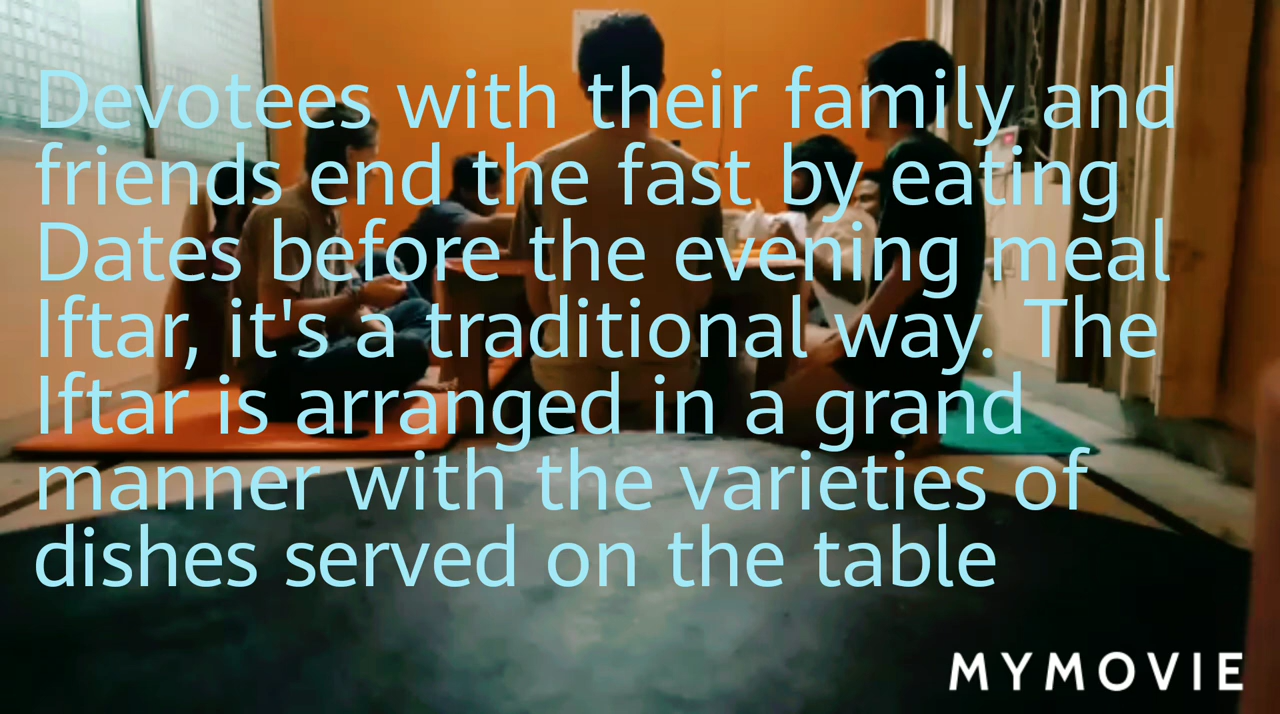 Devotees with their family and
friends end the fast by eating
Dates before the evening meal
Iftar, it's a traditional way. The
Iftar is arranged in a grand
manner with the varieties of
dishes served on the table
MYMOVIE